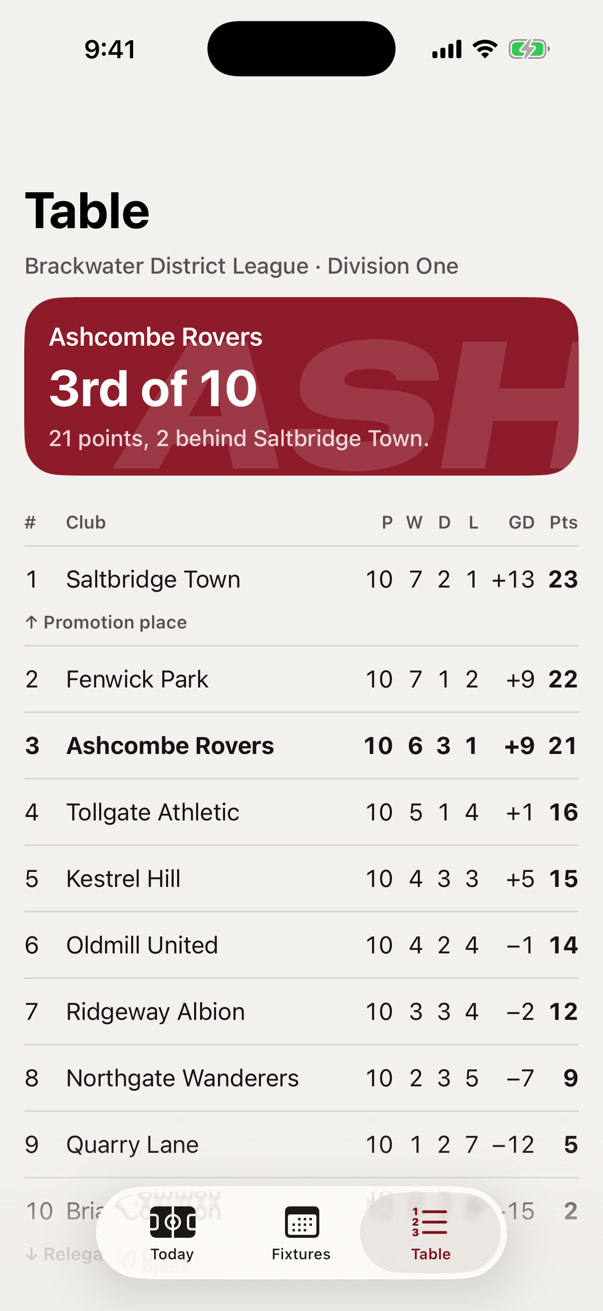 9:41
Table
Brackwater District League · Division One
ASH
Ashcombe Rovers
3rd of 10
21 points, 2 behind Saltbridge Town.
# Club P W D L GD Pts
1 Saltbridge Town 10 7 2 1 +13 23
↑ Promotion place
2 Fenwick Park 10 7 1 2 +9 22
3 Ashcombe Rovers 10 6 3 1 +9 21
4 Tollgate Athletic 10 5 1 4 +1 16
5 Kestrel Hill 10 4 3 3 +5 15
6 Oldmill United 10 4 2 4 −1 14
7 Ridgeway Albion 10 3 3 4 −2 12
8 Northgate Wanderers 10 2 3 5 −7 9
9 Quarry Lane 10 1 2 7 −12 5
10 2
Today Fixtures Table